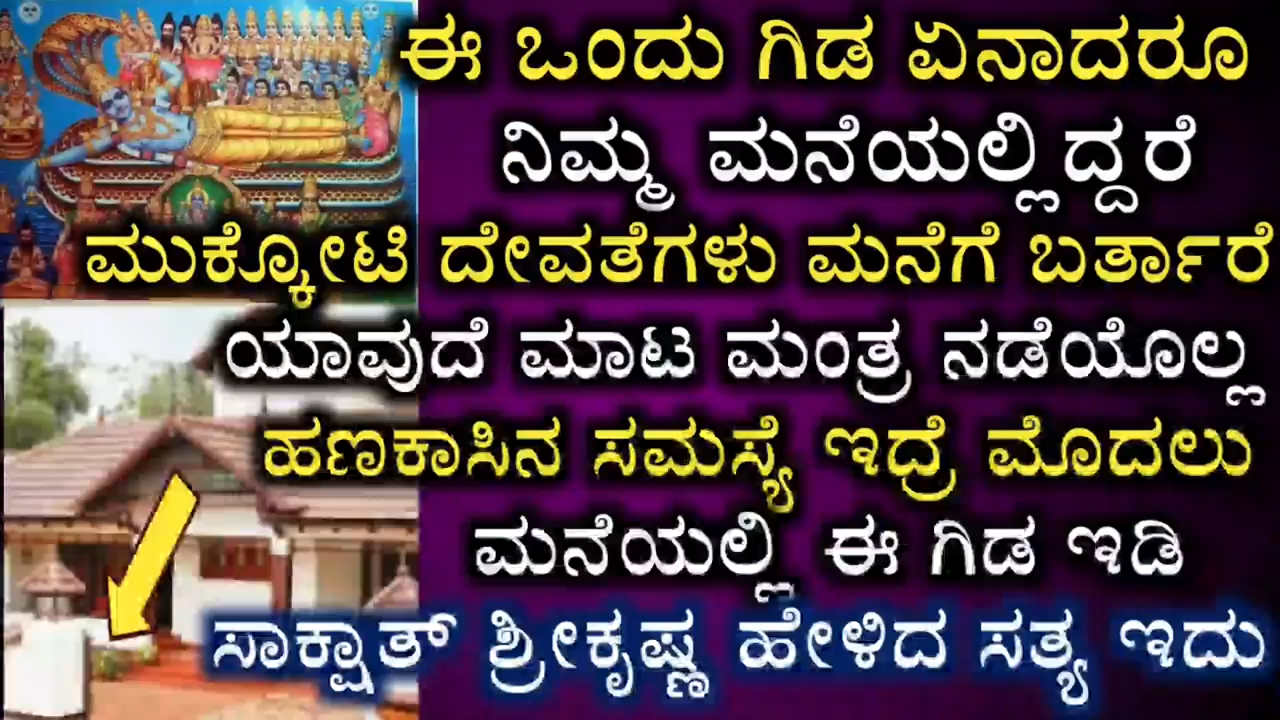 ಈ ಒಂದು ಗಿಡ ಏನಾದರೂ
ನಿಮ್ಮ ಮನೆಯಲ್ಲಿದ್ದರೆ
ಮುಕ್ಕೋಟಿ ದೇವತೆಗಳು ಮನೆಗೆ ಬರ್ತಾರೆ
ಯಾವುದೆ ಮಾಟ ಮಂತ್ರ ನಡೆಯೊಲ್ಲ
ಹಣಕಾಸಿನ ಸಮಸ್ಯೆ ಇದ್ರೆ ಮೊದಲು
ಮನೆಯಲ್ಲಿ ಈ ಗಿಡ ಇಡಿ
ಸಾಕ್ಷಾತ್ ಶ್ರೀಕೃಷ್ಣ ಹೇಳಿದ ಸತ್ಯ ಇದು